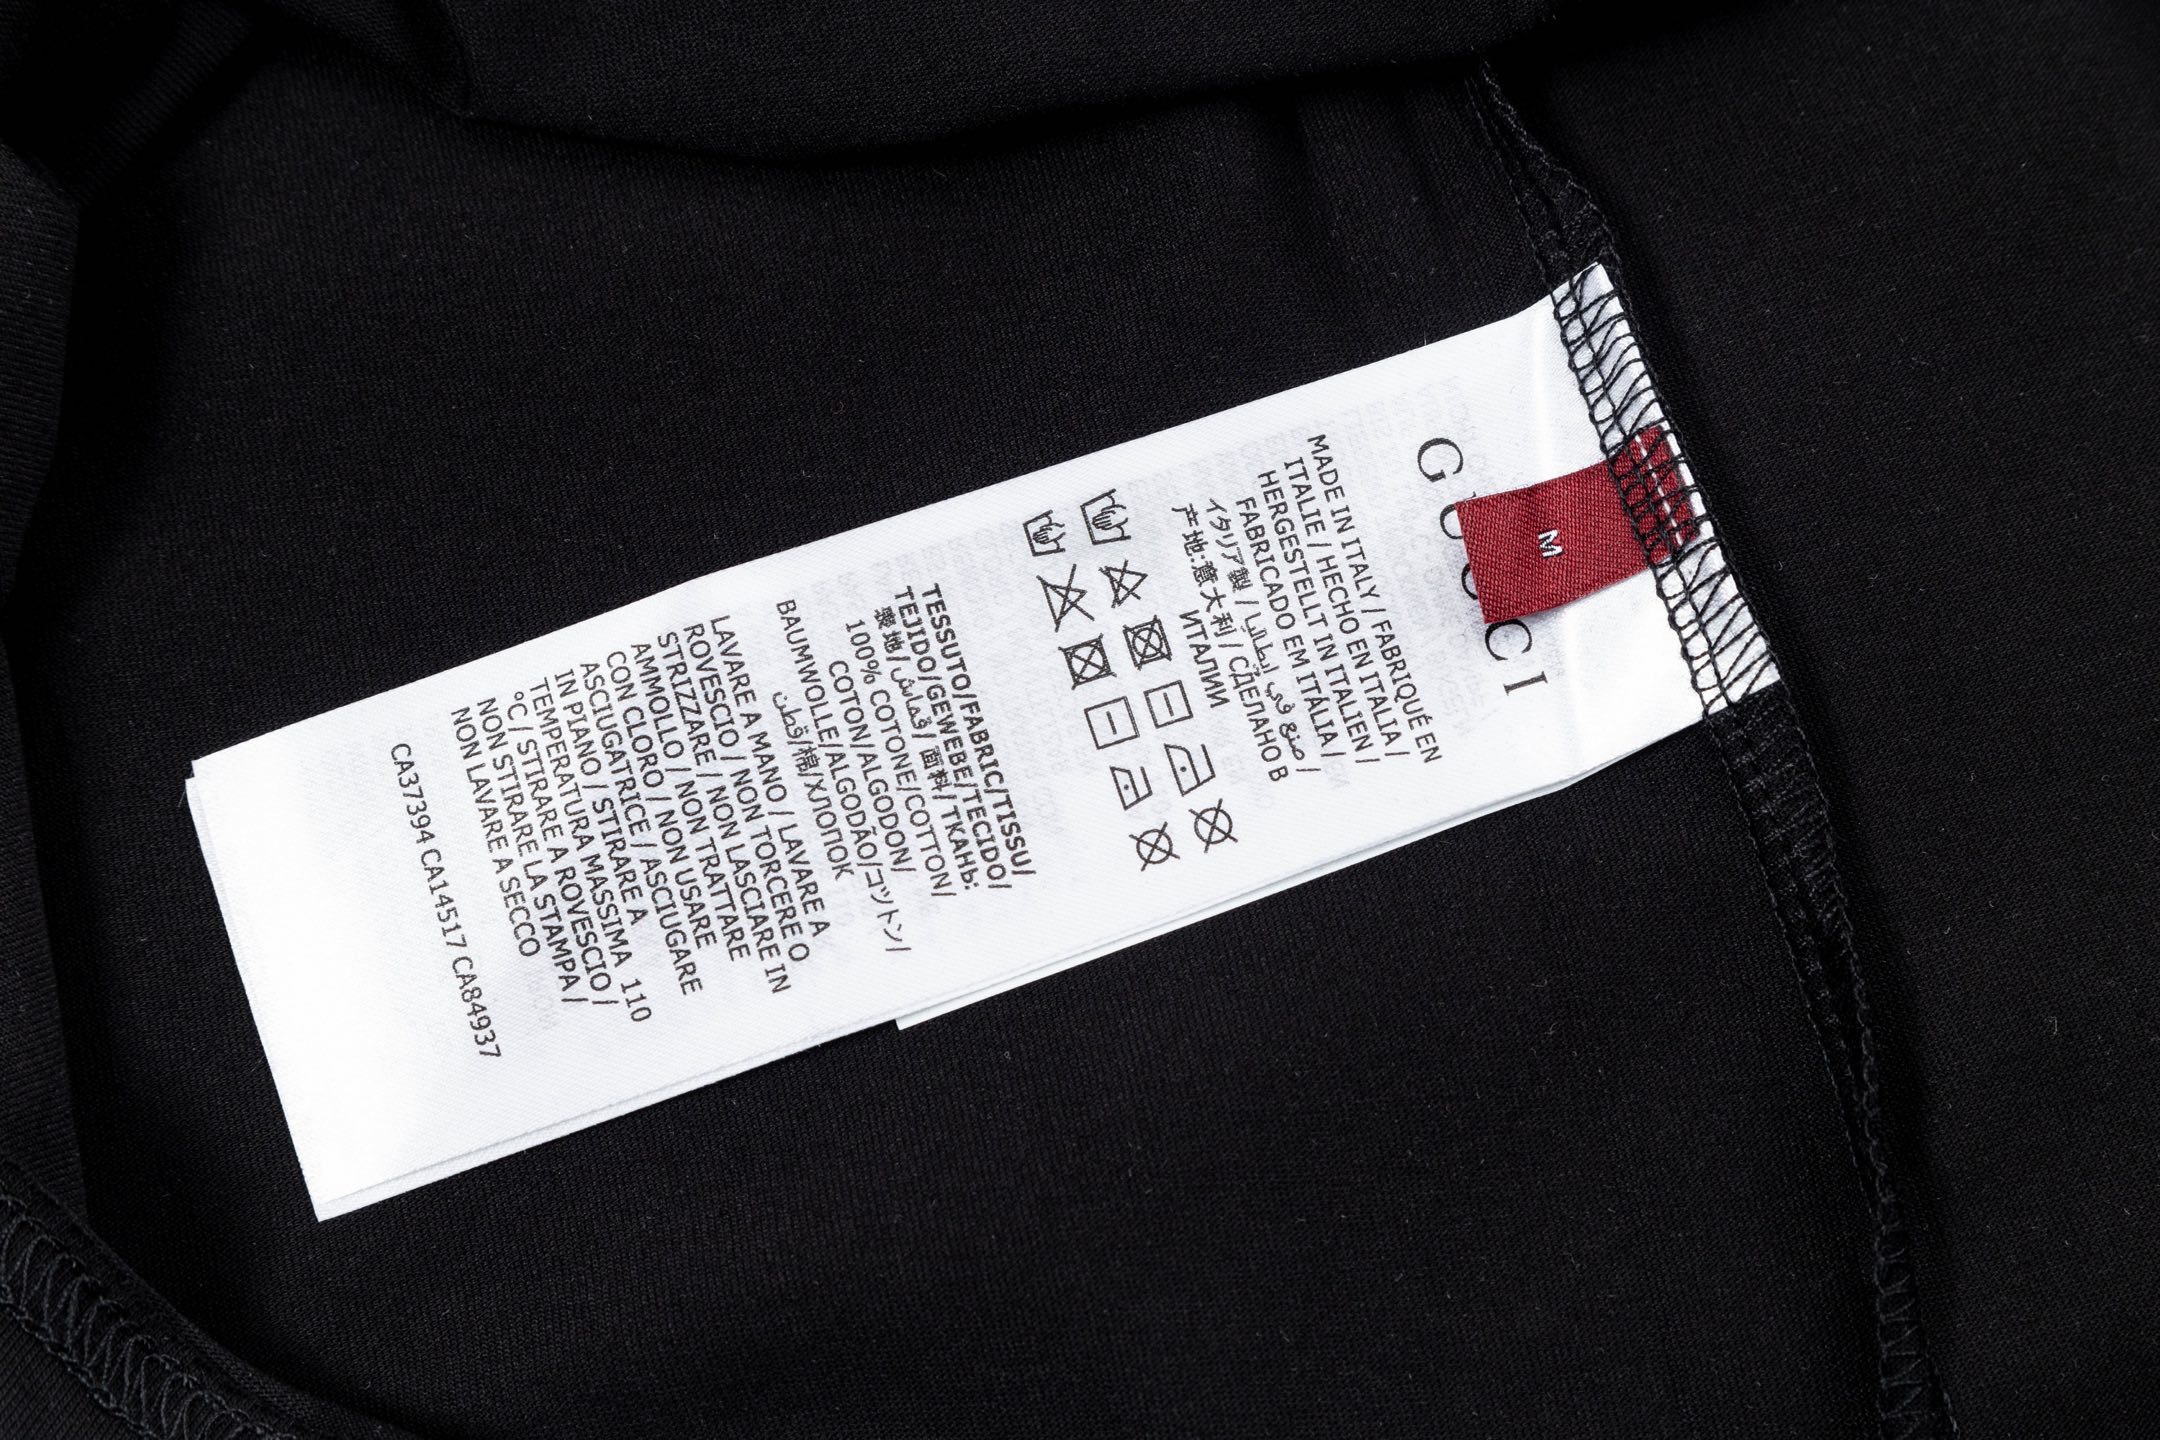 GUCCI
M
MADE IN ITALY / FABRIQUÉ EN
ITALIE / HECHO EN ITALIA /
HERGESTELLT IN ITALIEN /
FABRICADO EM ITÁLIA /
イタリア製 / صنع في إيطاليا /
产地:意大利 / СДЕЛАНО В
ИТАЛИИ
TESSUTO/FABRIC/TISSU/
TEJIDO/GEWEBE/TECIDO/
表地/قماش/ 面料/ ТКАНЬ:
100% COTONE/COTTON/
COTON/ALGODON/
BAUMWOLLE/ALGODÃO/コットン/
قطن/棉/ХЛОПОК
LAVARE A MANO / LAVARE A
ROVESCIO / NON TORCERE O
STRIZZARE / NON LASCIARE IN
AMMOLLO / NON TRATTARE
CON CLORO / NON USARE
ASCIUGATRICE / ASCIUGARE
IN PIANO / STIRARE A
TEMPERATURA MASSIMA 110
°C / STIRARE A ROVESCIO /
NON STIRARE LA STAMPA /
NON LAVARE A SECCO
CA37394 CA14517 CA84937